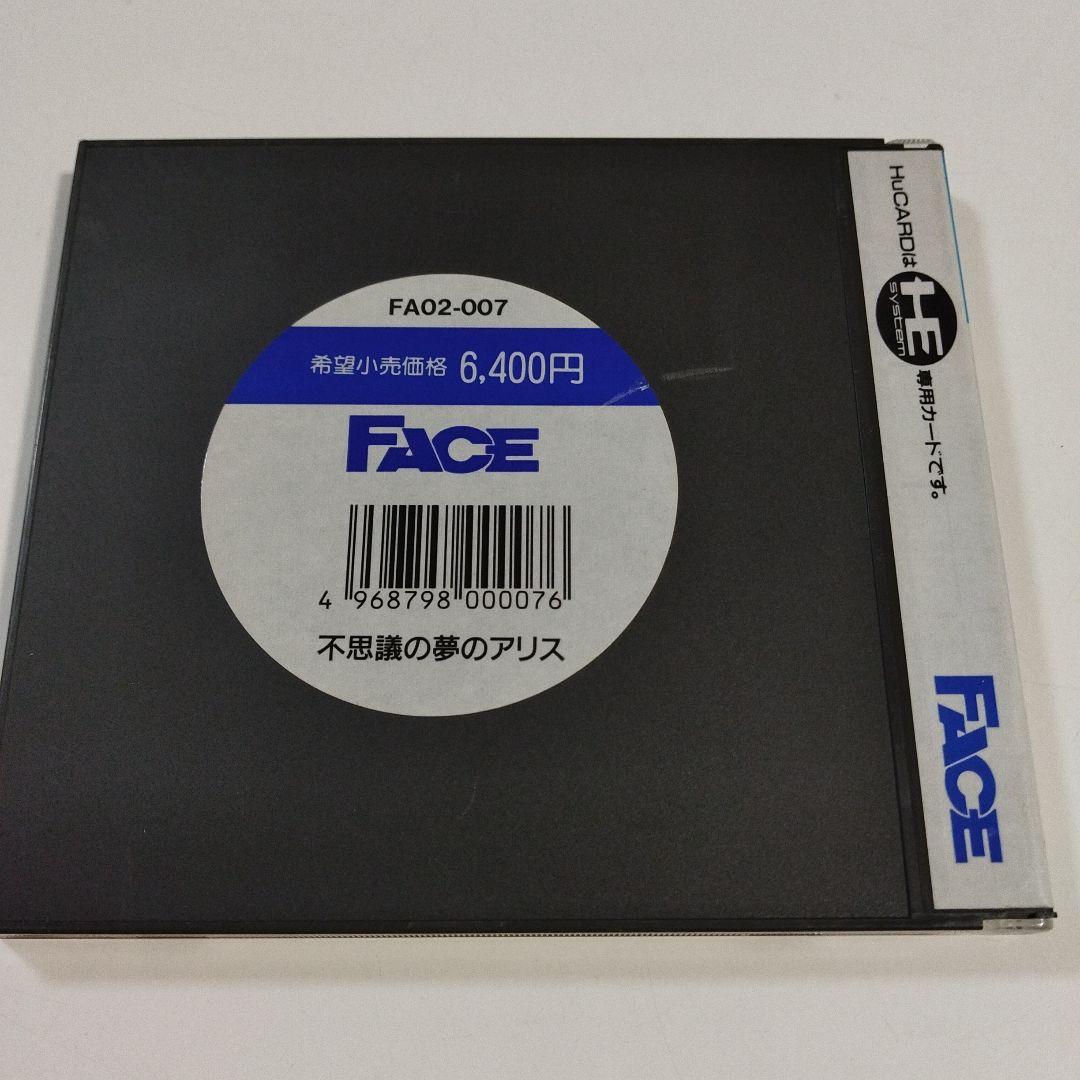 FA02-007
希望小売価格 6,400円
FACE
4 968798 000076
不思議の夢のアリス
HuCARDは HE system 専用カードです。
FACE